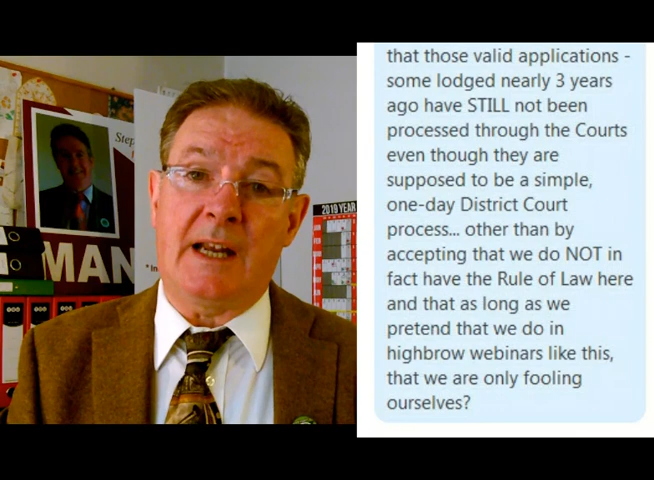 Step
MAN
2019 YEAR
that those valid applications -
some lodged nearly 3 years
ago have STILL not been
processed through the Courts
even though they are
supposed to be a simple,
one-day District Court
process... other than by
accepting that we do NOT in
fact have the Rule of Law here
and that as long as we
pretend that we do in
highbrow webinars like this,
that we are only fooling
ourselves?